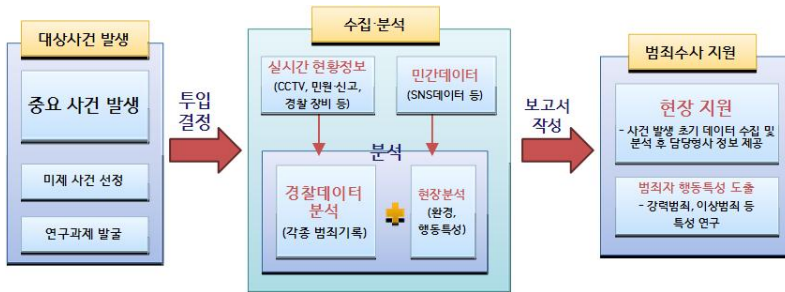 대상사건 발생
중요 사건 발생
미제 사건 선정
연구과제 발굴
투입
결정
수집·분석
실시간 현황정보
(CCTV, 민원·신고,
경찰 장비 등)
민간데이터
(SNS데이터 등)
분석
경찰데이터
분석
(각종 범죄기록)
현장분석
(환경,
행동특성)
보고서
작성
범죄수사 지원
현장 지원
- 사건 발생 초기 데이터 수집 및
분석 후 담당형사 정보 제공
범죄자 행동특성 도출
- 강력범죄, 이상범죄 등
특성 연구